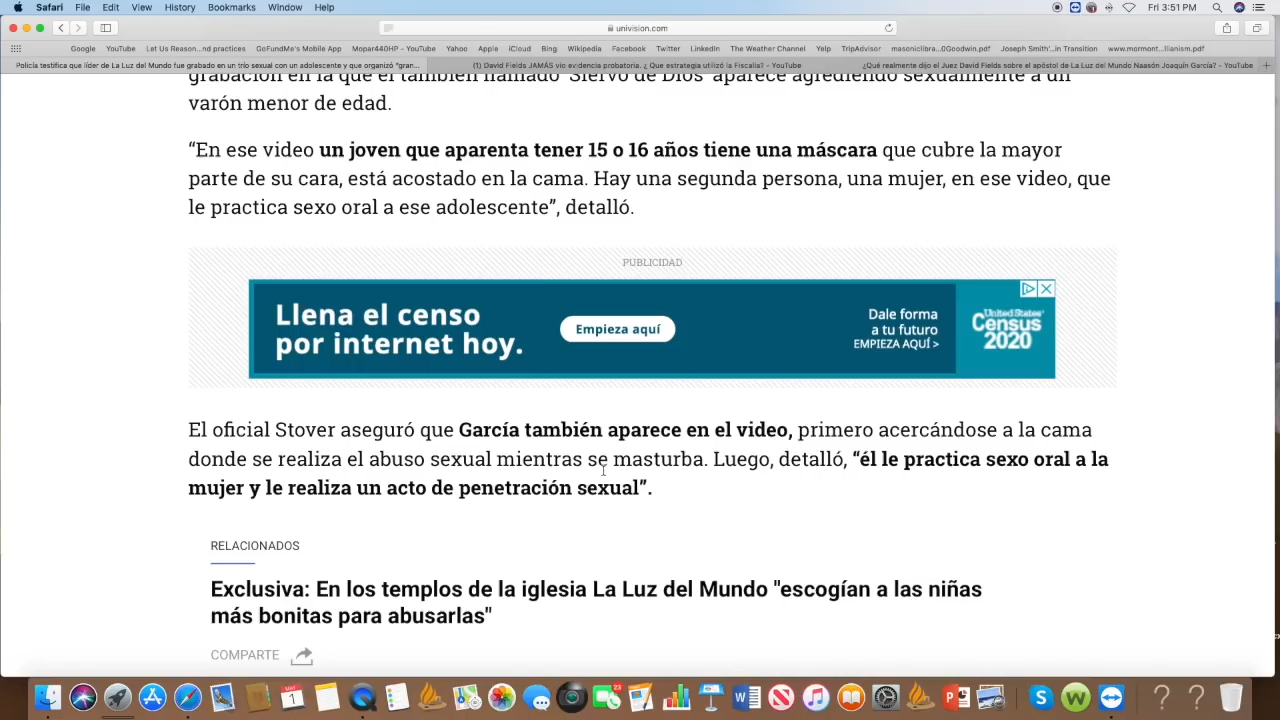 Safari File Edit View History Bookmarks Window Help Fri 3:51 PM
univision.com
Google YouTube Let Us Reason...nd practices GoFundMe's Mobile App Mopar440HP - YouTube Yahoo Apple iCloud Bing Wikipedia Facebook Twitter LinkedIn The Weather Channel Yelp TripAdvisor masoniclibra...0Goodwin.pdf Joseph Smith'...in Transition www.mormont...llianism.pdf
Policía testifica que líder de La Luz del Mundo fue grabado en un trío sexual con un adolescente y que organizó "gran... (1) David Fields JAMÁS vio evidencia probatoria. ¿ Que estrategia utilizó la Fiscalia? - YouTube ¿Qué realmente dijo el Juez David Fields sobre el apóstol de La Luz del Mundo Naasón Joaquín García? - YouTube
grabación en la que el también llamado 'Siervo de Dios' aparece agrediendo sexualmente a un
varón menor de edad.
“En ese video un joven que aparenta tener 15 o 16 años tiene una máscara que cubre la mayor
parte de su cara, está acostado en la cama. Hay una segunda persona, una mujer, en ese video, que
le practica sexo oral a ese adolescente”, detalló.
PUBLICIDAD
Llena el censo
por internet hoy.
Empieza aquí
Dale forma
a tu futuro
EMPIEZA AQUÍ >
United States
Census
2020
El oficial Stover aseguró que García también aparece en el video, primero acercándose a la cama
donde se realiza el abuso sexual mientras se masturba. Luego, detalló, “él le practica sexo oral a la
mujer y le realiza un acto de penetración sexual”.
RELACIONADOS
Exclusiva: En los templos de la iglesia La Luz del Mundo "escogían a las niñas
más bonitas para abusarlas"
COMPARTE